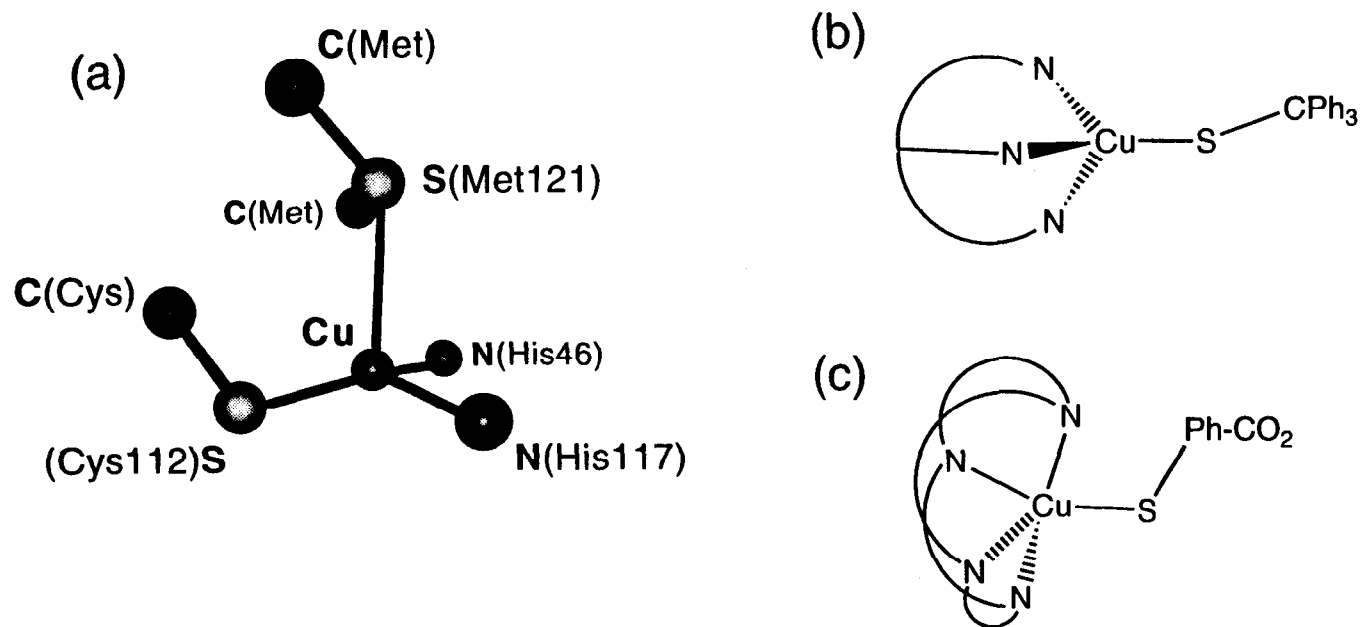 (a)
C(Met)
S(Met121)
C(Met)
C(Cys)
Cu
N(His46)
(Cys112)S
N(His117)
(b)
N
N
Cu
S
CPh₃
N
(c)
N
Ph-CO₂
N
Cu
S
N
N